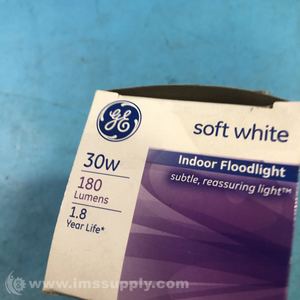 GE
soft white
30w
180
Lumens
1.8
Year Life*
Indoor Floodlight
subtle, reassuring light™
© www.imssupply.com